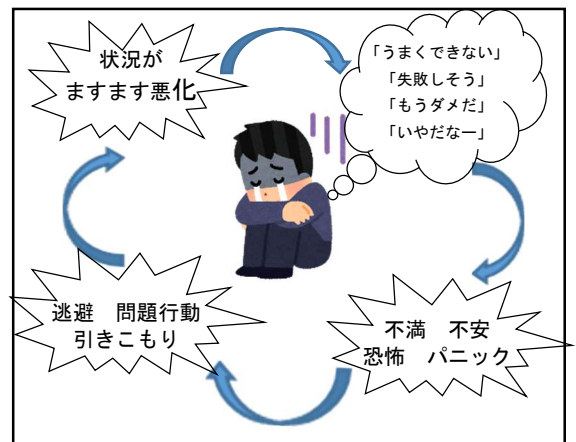 状況が
ますます悪化
「うまくできない」
「失敗しそう」
「もうダメだ」
「いやだなー」
不満　不安
恐怖　パニック
逃避　問題行動
引きこもり